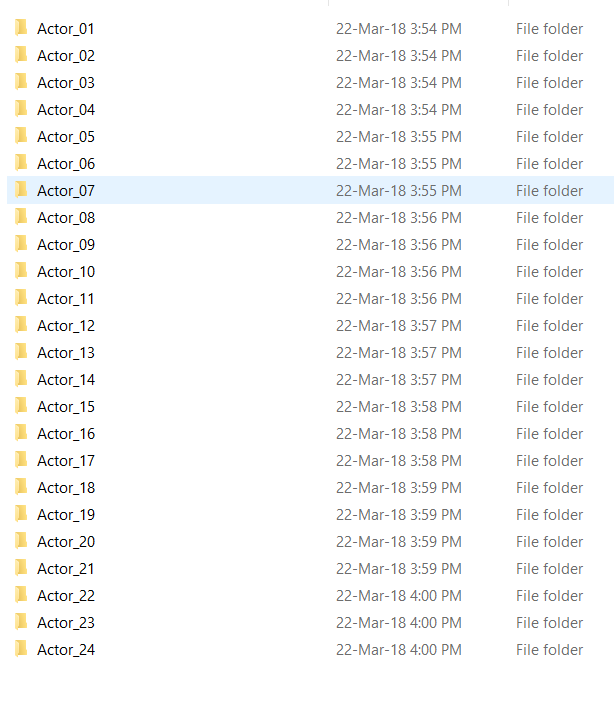 Actor_01 22-Mar-18 3:54 PM File folder
Actor_02 22-Mar-18 3:54 PM File folder
Actor_03 22-Mar-18 3:54 PM File folder
Actor_04 22-Mar-18 3:54 PM File folder
Actor_05 22-Mar-18 3:55 PM File folder
Actor_06 22-Mar-18 3:55 PM File folder
Actor_07 22-Mar-18 3:55 PM File folder
Actor_08 22-Mar-18 3:56 PM File folder
Actor_09 22-Mar-18 3:56 PM File folder
Actor_10 22-Mar-18 3:56 PM File folder
Actor_11 22-Mar-18 3:56 PM File folder
Actor_12 22-Mar-18 3:57 PM File folder
Actor_13 22-Mar-18 3:57 PM File folder
Actor_14 22-Mar-18 3:57 PM File folder
Actor_15 22-Mar-18 3:58 PM File folder
Actor_16 22-Mar-18 3:58 PM File folder
Actor_17 22-Mar-18 3:58 PM File folder
Actor_18 22-Mar-18 3:59 PM File folder
Actor_19 22-Mar-18 3:59 PM File folder
Actor_20 22-Mar-18 3:59 PM File folder
Actor_21 22-Mar-18 3:59 PM File folder
Actor_22 22-Mar-18 4:00 PM File folder
Actor_23 22-Mar-18 4:00 PM File folder
Actor_24 22-Mar-18 4:00 PM File folder